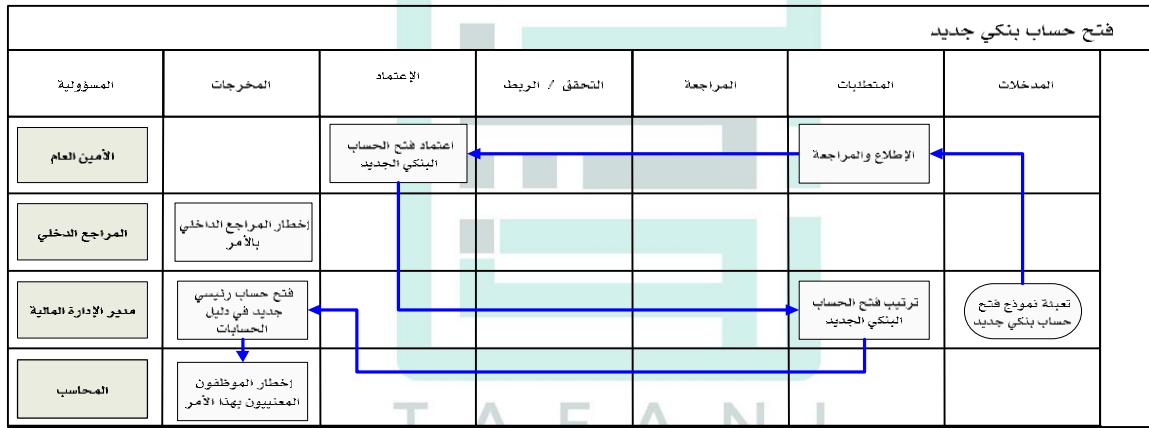 فتح حساب بنكي جديد
المدخلات
المتطلبات
المراجعة
التحقق / الربط
الإعتماد
المخرجات
المسؤولية
الإطلاع والمراجعة
اعتماد فتح الحساب
البنكي الجديد
الأمين العام
إخطار المراجع الداخلي
بالأمر
المراجع الدخلي
تعبئة نموذج فتح
حساب بنكي جديد
ترتيب فتح الحساب
البنكي الجديد
فتح حساب رئيسي
جديد في دليل
الحسابات
مدير الإدارة المالية
إخطار الموظفون
المعنييون بهذا الأمر
المحاسب
TAFANI